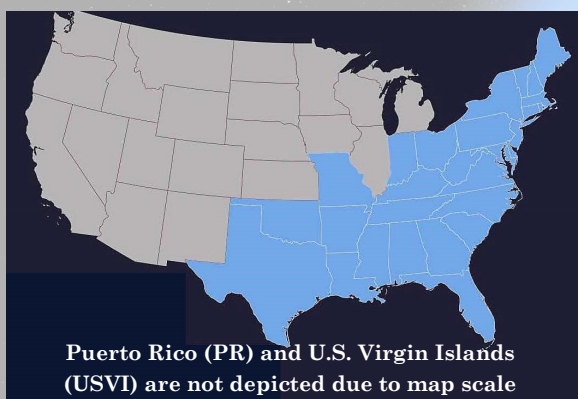 Puerto Rico (PR) and U.S. Virgin Islands
(USVI) are not depicted due to map scale